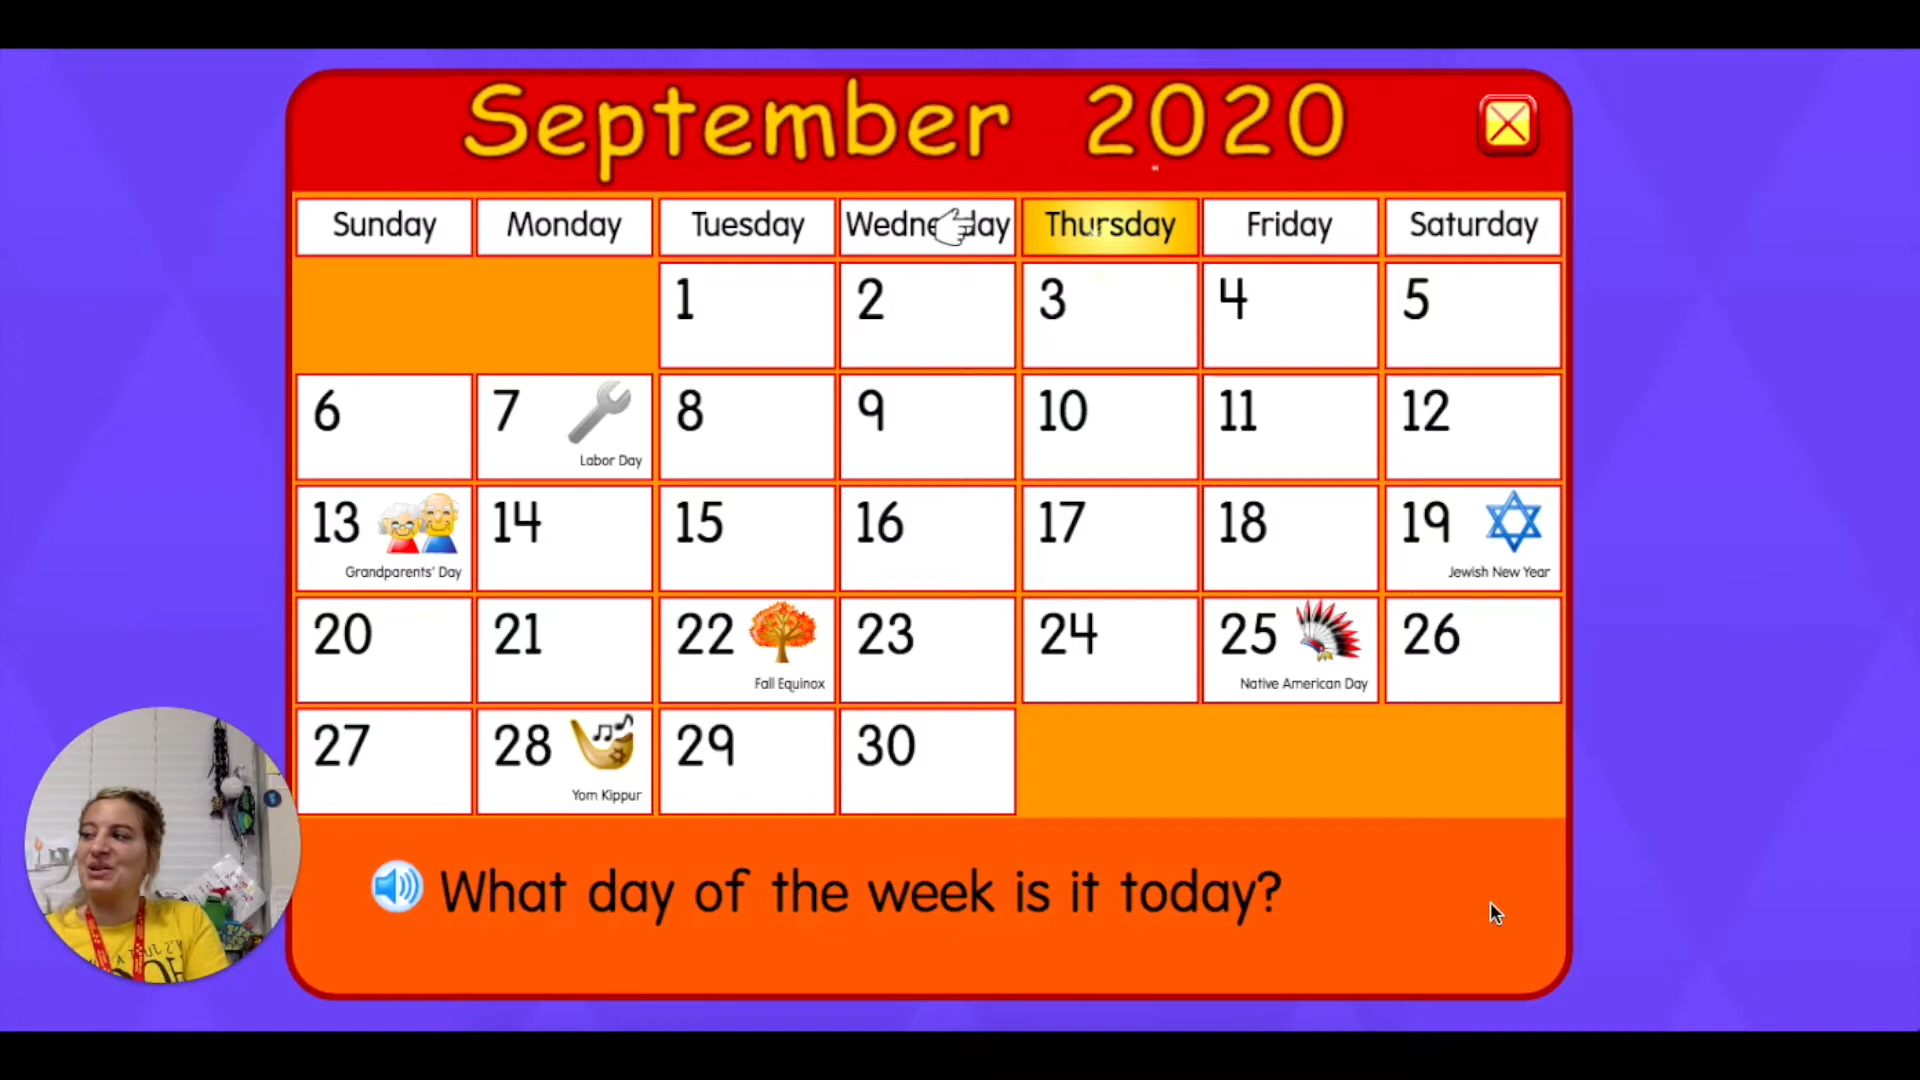 September 2020
Sunday Monday Tuesday Thursday Friday Saturday
1 2 3 4 5
6 7 8 9 10 11 12
Labor Day
13 14 15 16 17 18 19
Grandparents' Day Jewish New Year
20 21 22 23 24 25 26
Fall Equinox Native American Day
27 28 29 30
Yom Kippur
What day of the week is it today?